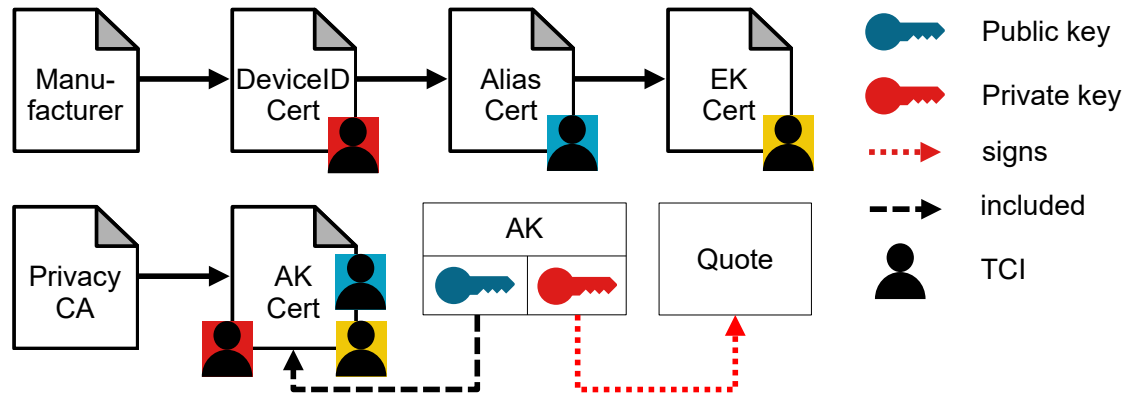 Manu-
facturer
DeviceID
Cert
Alias
Cert
EK
Cert
Public key
Private key
signs
included
TCI
Privacy
CA
AK
Cert
AK
Quote